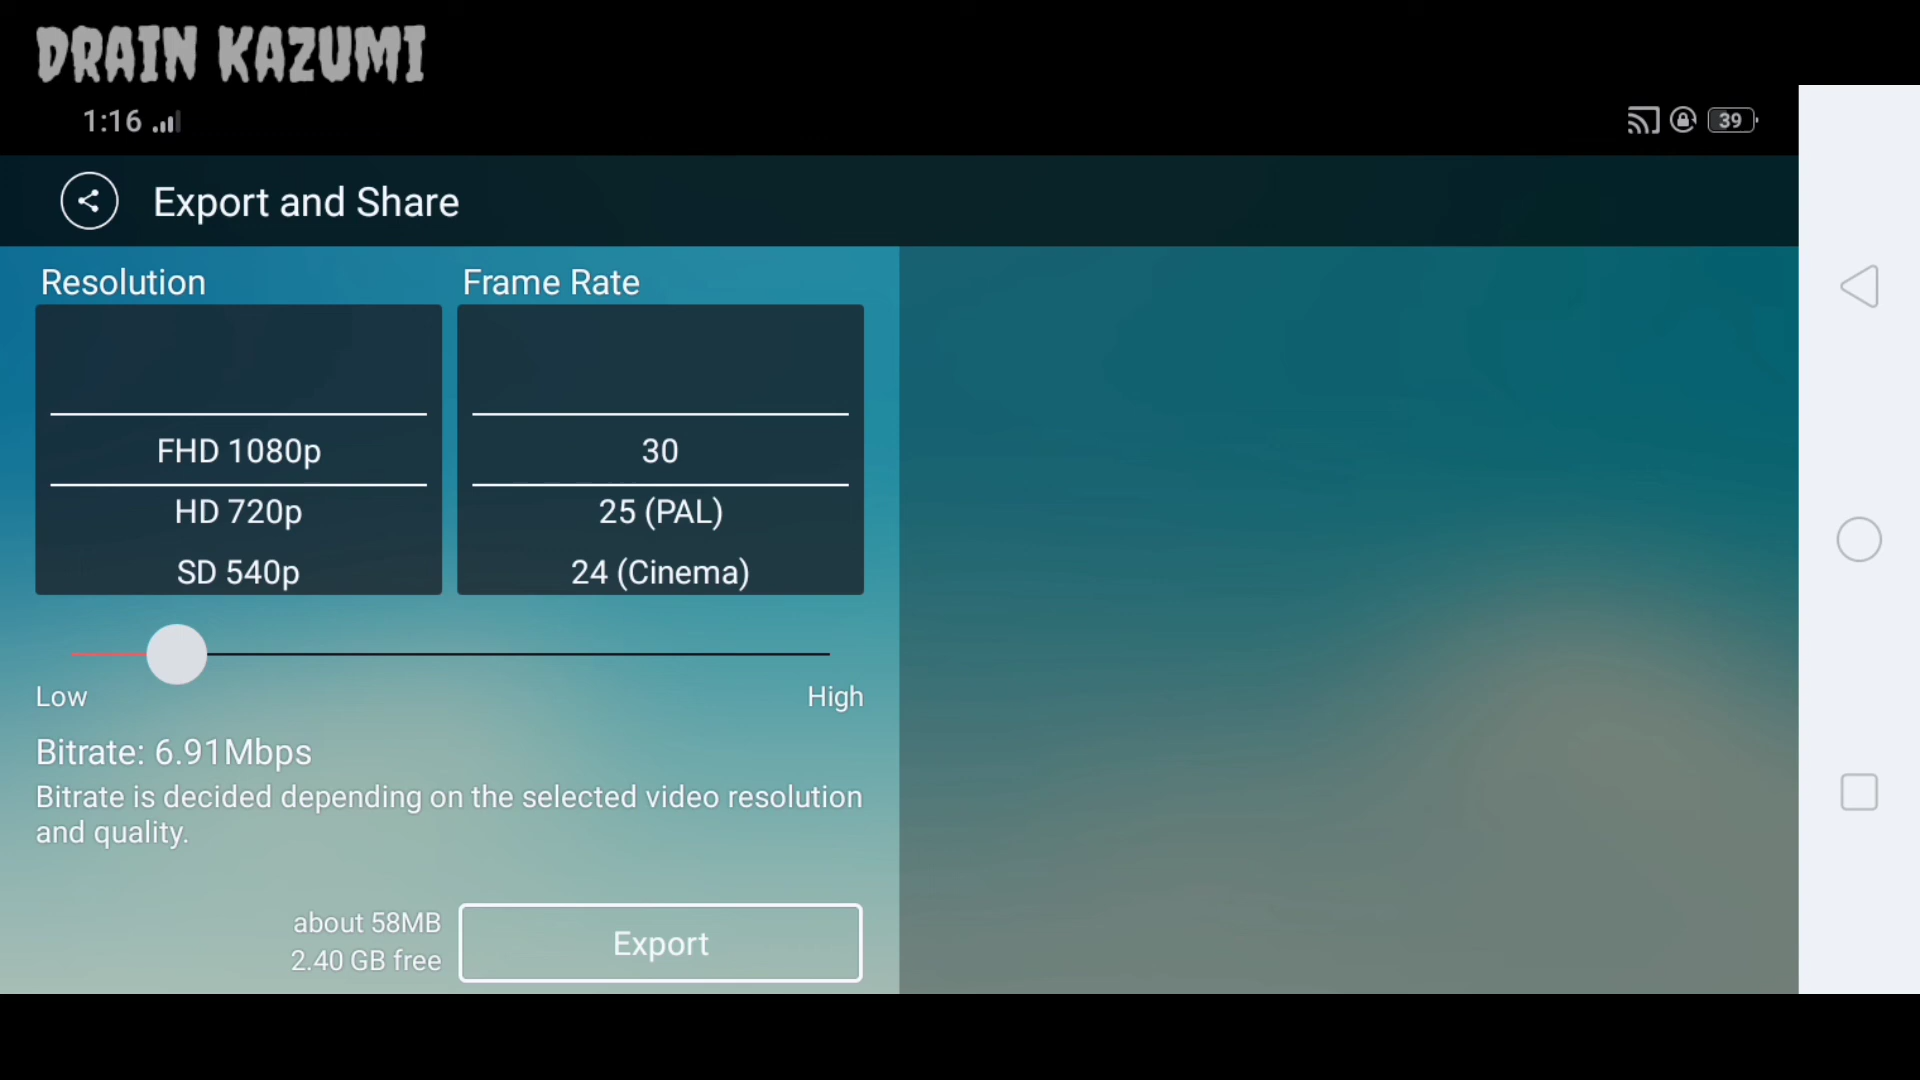 DRAIN KAZUMI
1:16
39
Export and Share
Resolution
Frame Rate
FHD 1080p
30
HD 720p
25 (PAL)
SD 540p
24 (Cinema)
Low
High
Bitrate: 6.91Mbps
Bitrate is decided depending on the selected video resolution
and quality.
about 58MB
2.40 GB free
Export